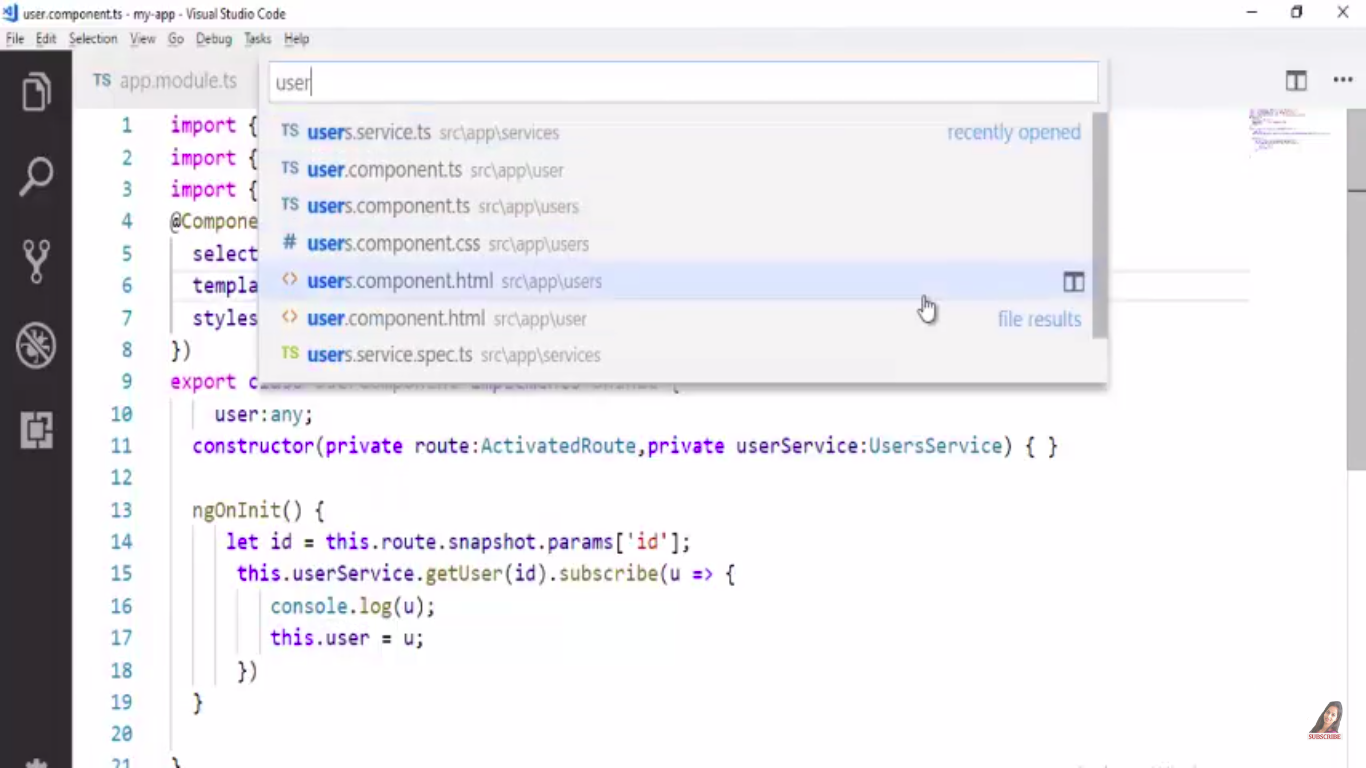 user.component.ts - my-app - Visual Studio Code
File Edit Selection View Go Debug Tasks Help
TS app.module.ts
user
TS users.service.ts src\app\services recently opened
TS user.component.ts src\app\user
TS users.component.ts src\app\users
# users.component.css src\app\users
<> users.component.html src\app\users
<> user.component.html src\app\user file results
TS users.service.spec.ts src\app\services
1 import {
2 import {
3 import {
4 @Compone
5 select
6 templa
7 styles
8 })
9 export
10 user:any;
11 constructor(private route:ActivatedRoute,private userService:UsersService) { }
12
13 ngOnInit() {
14 let id = this.route.snapshot.params['id'];
15 this.userService.getUser(id).subscribe(u => {
16 console.log(u);
17 this.user = u;
18 })
19 }
20
21 }
SUBSCRIBE